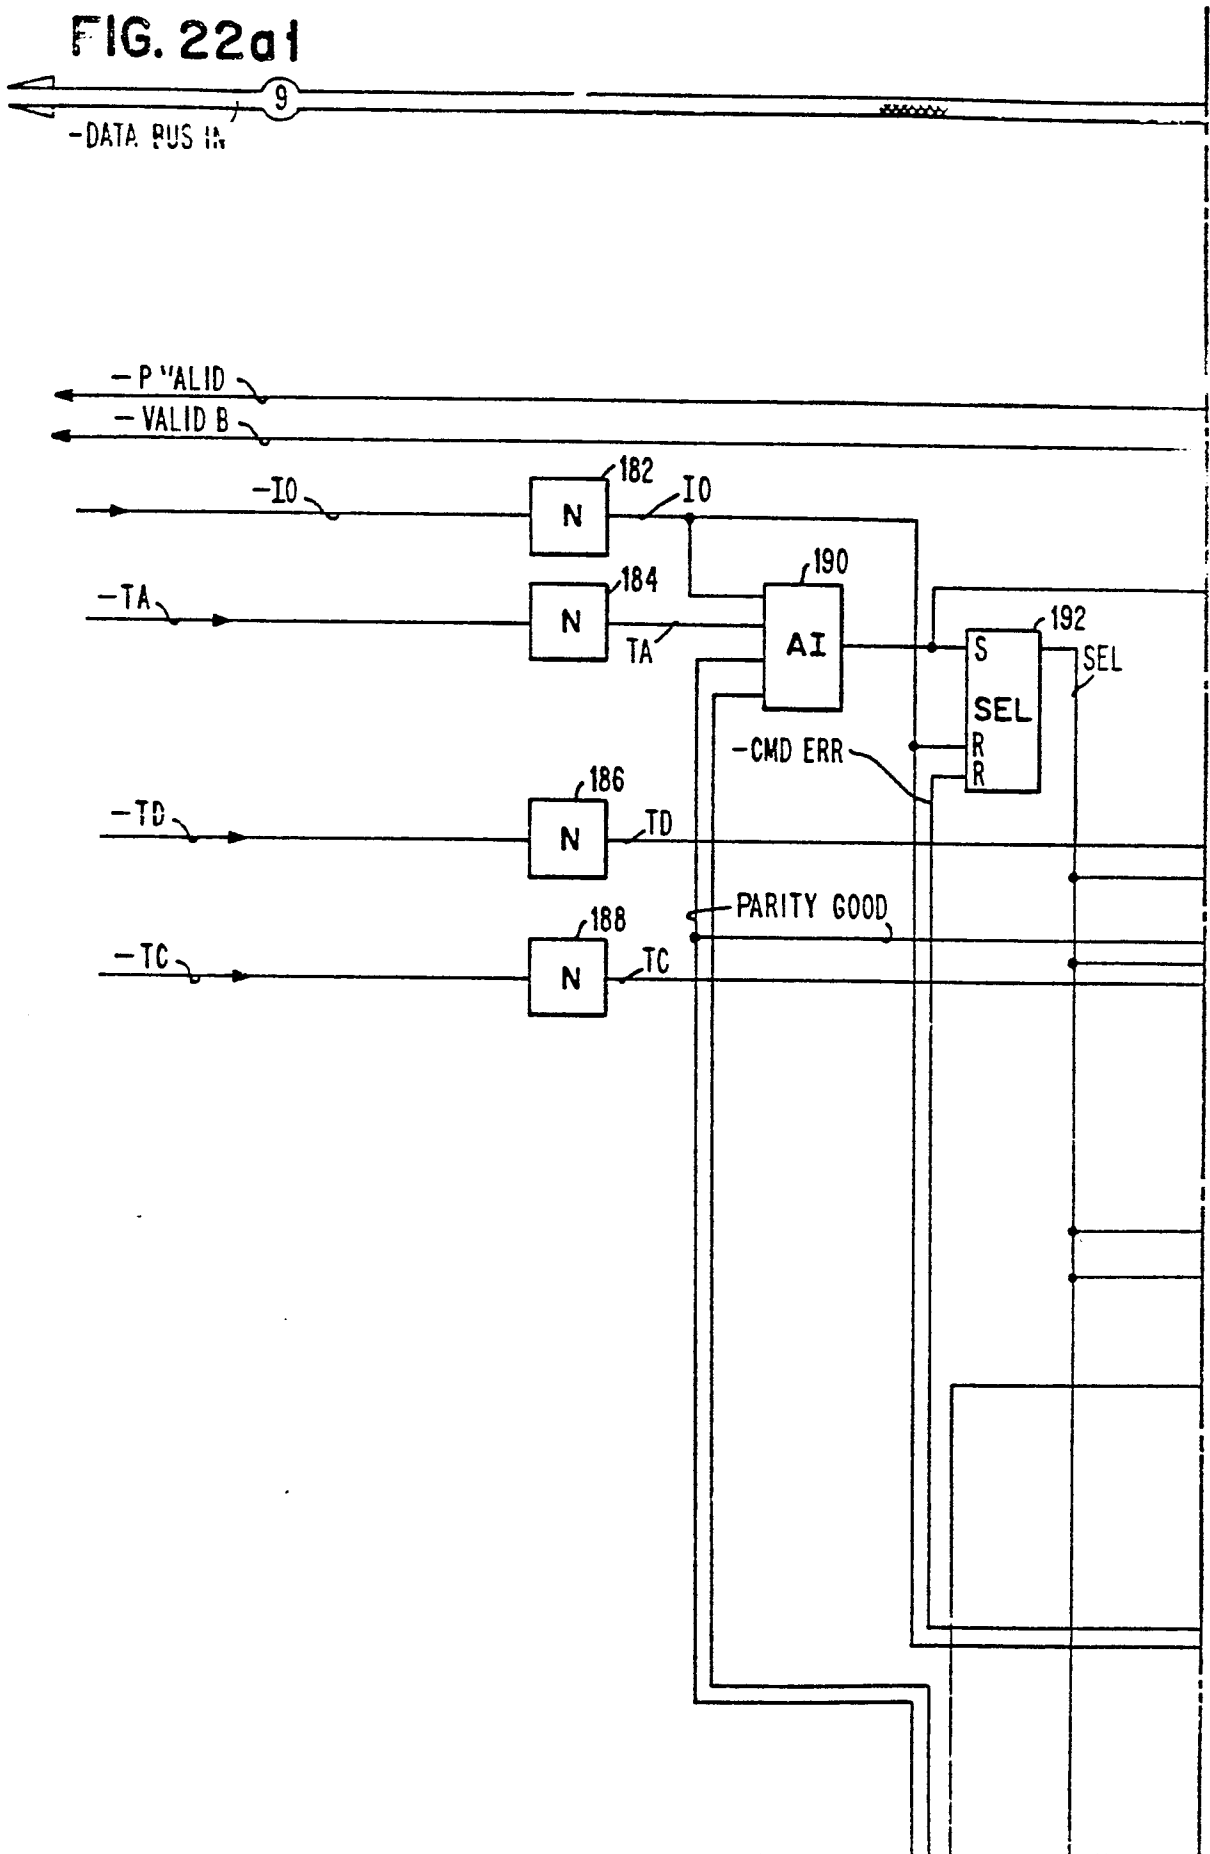 FIG. 22a1
9
-DATA BUS IN
- P VALID
- VALID B
-IO
N
182
IO
-TA
N
184
TA
AI
190
192
S
SEL
R
R
SEL
-CMD ERR
-TD
N
186
TD
PARITY GOOD
-TC
N
188
TC